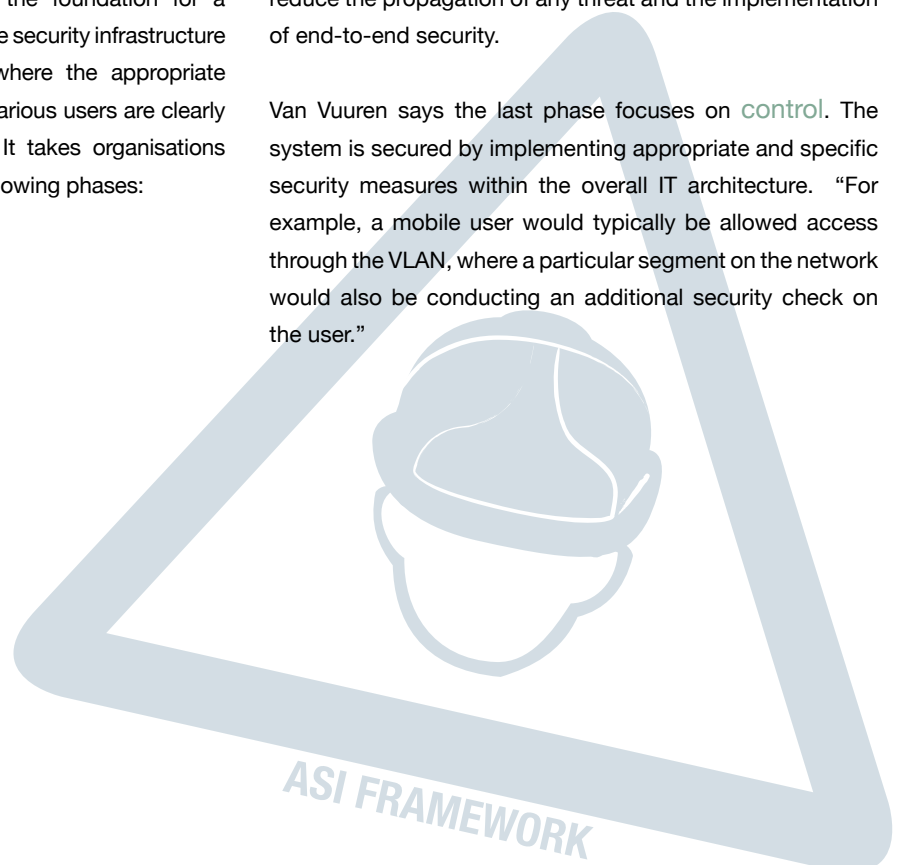 the foundation for a
e security infrastructure
where the appropriate
arious users are clearly
It takes organisations
owing phases:
reduce the propagation of any threat and the implementation
of end-to-end security.
Van Vuuren says the last phase focuses on control. The
system is secured by implementing appropriate and specific
security measures within the overall IT architecture. “For
example, a mobile user would typically be allowed access
through the VLAN, where a particular segment on the network
would also be conducting an additional security check on
the user.”
ASI FRAMEWORK